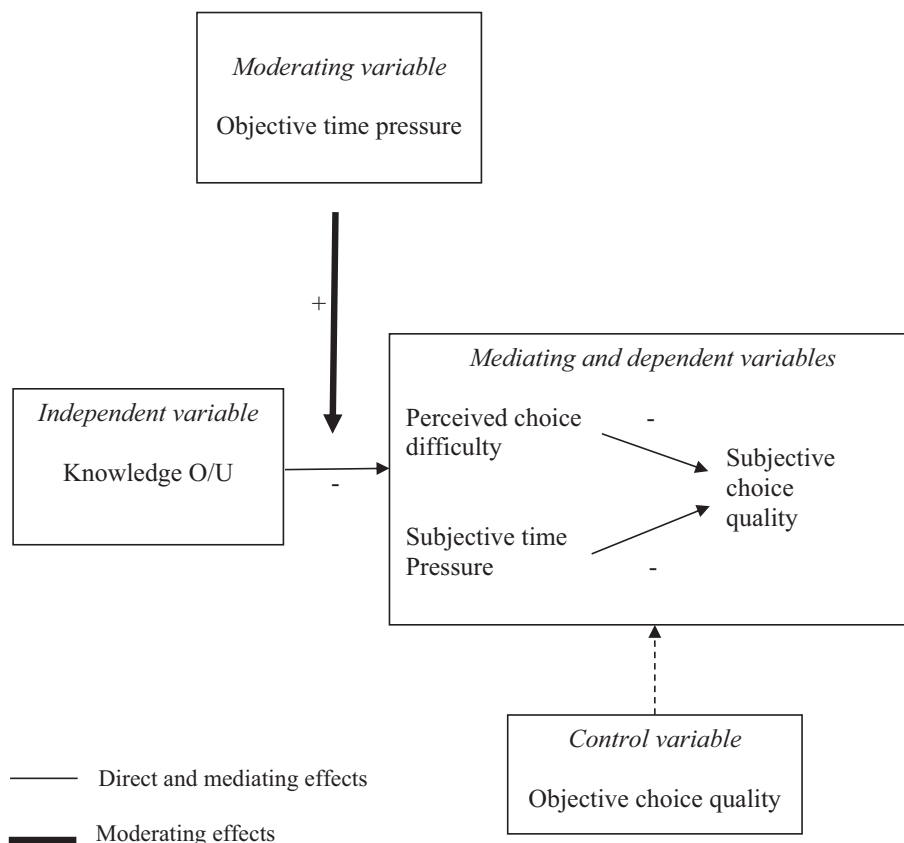 Moderating variable
Objective time pressure
+
Mediating and dependent variables
Independent variable
Knowledge O/U
-
Perceived choice
difficulty
-
Subjective
choice
quality
Subjective time
Pressure
-
Control variable
Objective choice quality
Direct and mediating effects
Moderating effects